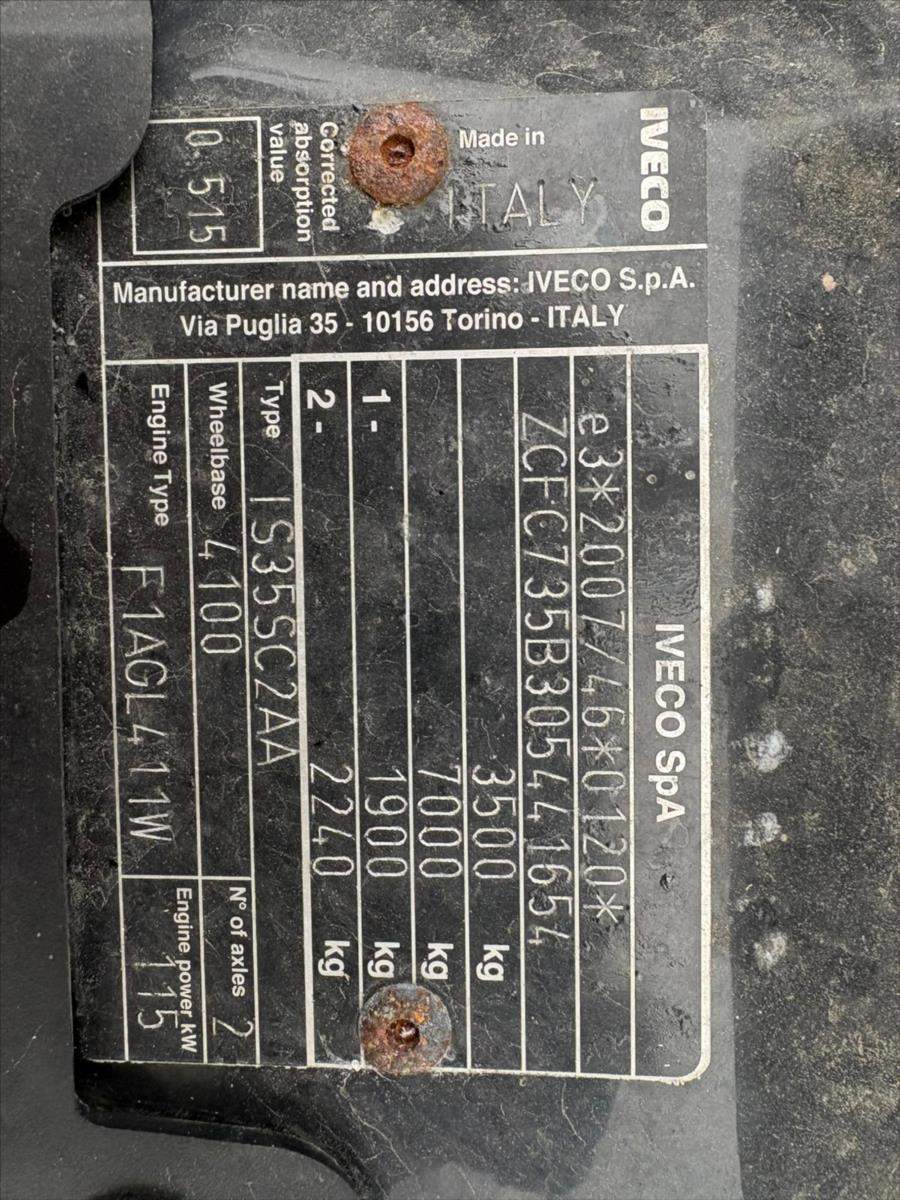 IVECO SpA
e3*2007/46*0120*
ZCFC735B305441654
3500 kg
7000 kg
1- 1900 kg
2- 2240 kg
Type IS35SC2AA
Wheelbase 4100
N° of axles 2
Engine Type F1AGL411W
Engine power kW 115
Manufacturer name and address: IVECO S.p.A.
Via Puglia 35 - 10156 Torino - ITALY
IVECO
Made in
ITALY
Corrected
absorption
value
0.515